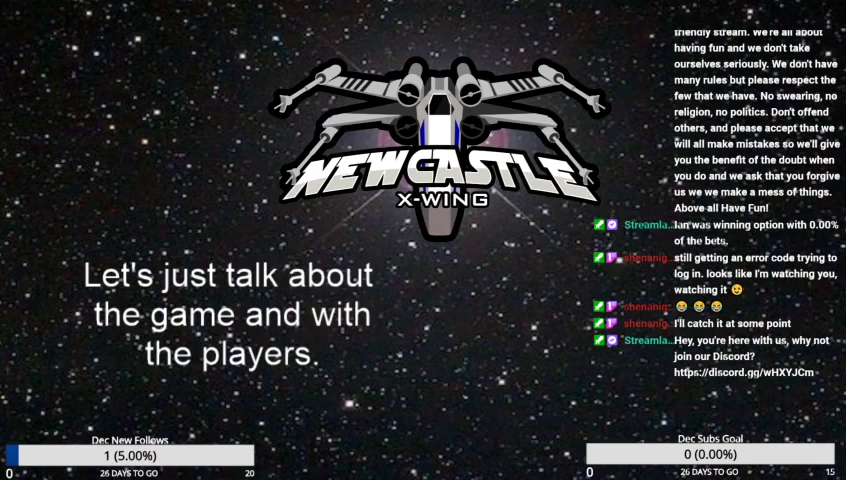 friendly stream. We're all about
having fun and we don't take
ourselves seriously. We don't have
many rules but please respect the
few that we have. No swearing, no
religion, no politics. Don't offend
others, and please accept that we
will all make mistakes so we'll give
you the benefit of the doubt when
you do and we ask that you forgive
us we we make a mess of things.
Above all Have Fun!
Streamla... Ian was winning option with 0.00%
of the bets.
shenanig... still getting an error code trying to
log in. looks like I'm watching you,
watching it 😉
shenanig... 😂 😂 😂
shenanig... I'll catch it at some point
Streamla... Hey, you're here with us, why not
join our Discord?
https://discord.gg/wHXYJCm
NEWCASTLE
X-WING
Let's just talk about
the game and with
the players.
Dec New Follows
1 (5.00%)
0 26 DAYS TO GO 20
Dec Subs Goal
0 (0.00%)
0 26 DAYS TO GO 15